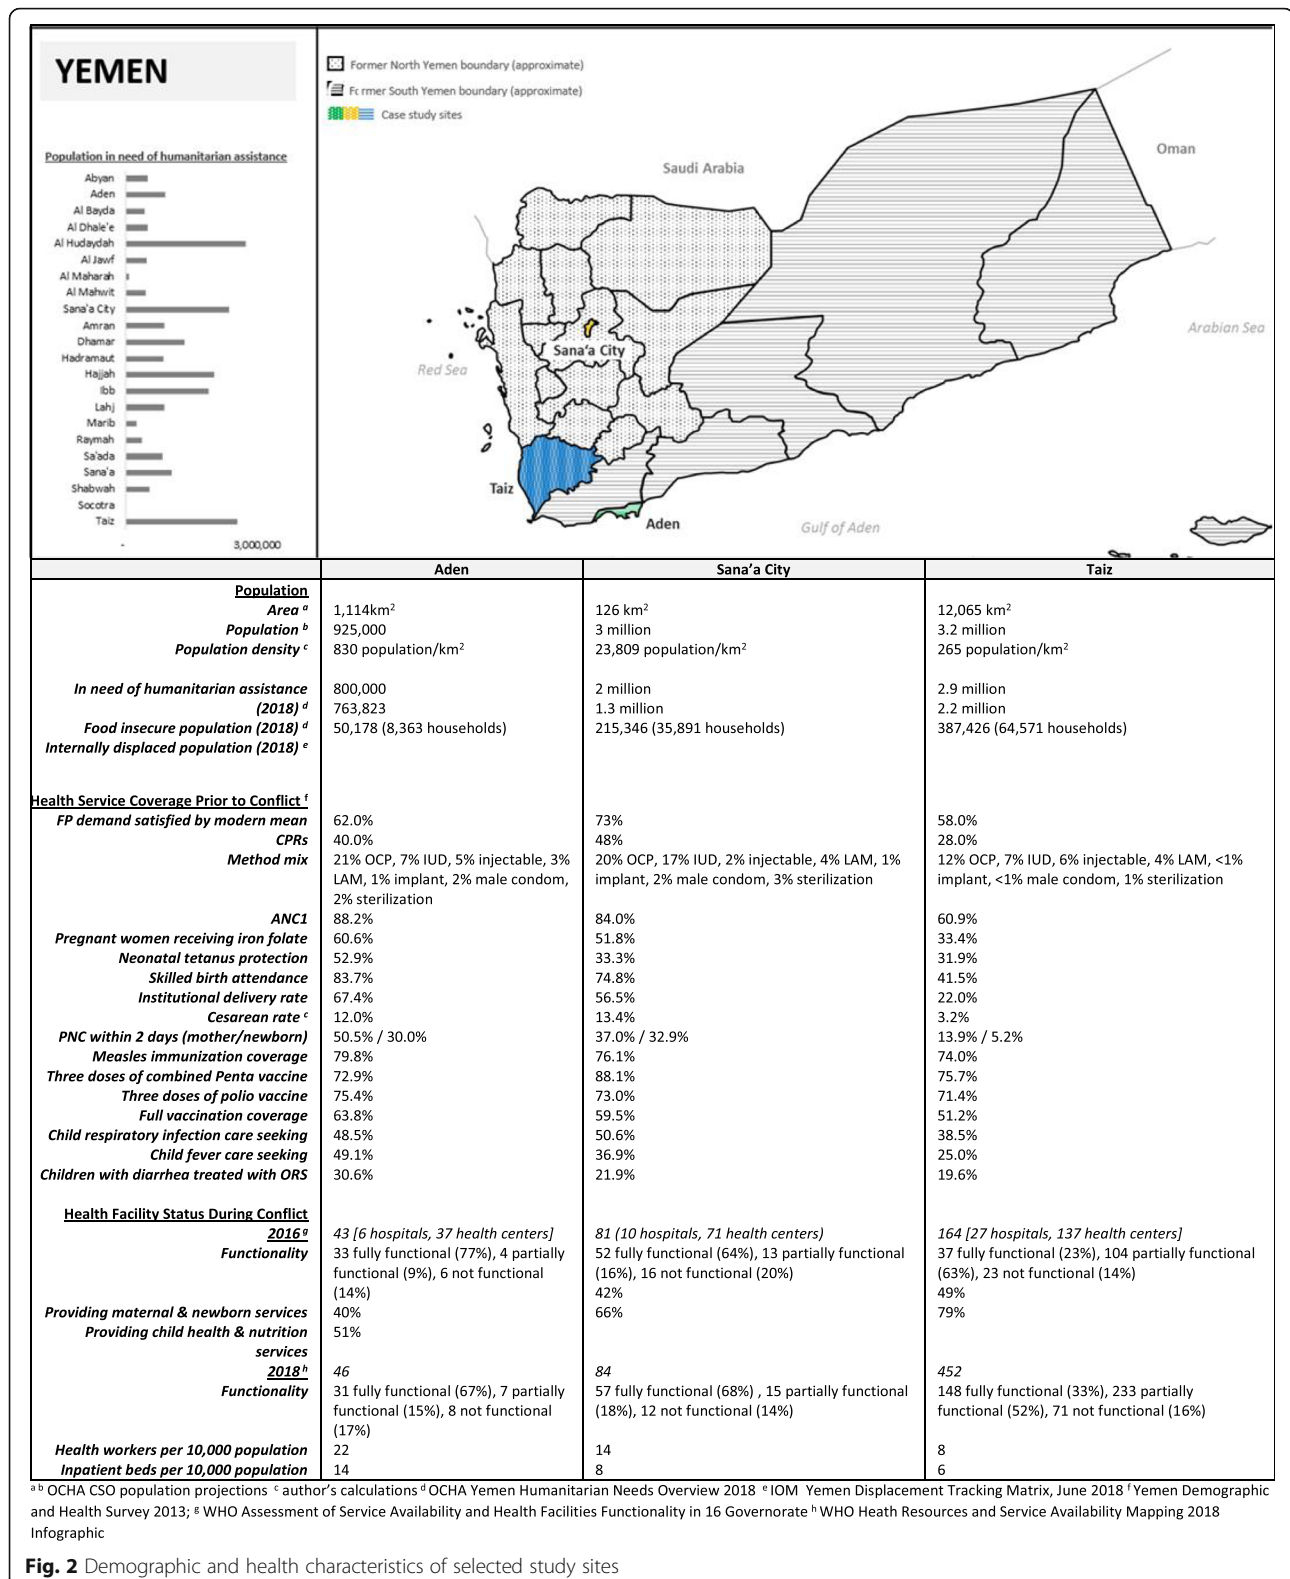 YEMEN
Population in need of humanitarian assistance
Abyan
Aden
Al Bayda
Al Dhale'e
Al Hudaydah
Al Jawf
Al Maharah
Al Mahwit
Sana'a City
Amran
Dhamar
Hadramaut
Hajjah
Ibb
Lahj
Marib
Raymah
Sa'ada
Sana'a
Shabwah
Socotra
Taiz
- 3,000,000
Former North Yemen boundary (approximate)
Fc rmer South Yemen boundary (approximate)
Case study sites
Saudi Arabia
Oman
Arabian Sea
Red Sea
Sana'a City
Taiz
Aden
Gulf of Aden
Aden Sana'a City Taiz
Population
Area a 1,114km2 126 km2 12,065 km2
Population b 925,000 3 million 3.2 million
Population density c 830 population/km2 23,809 population/km2 265 population/km2
In need of humanitarian assistance 800,000 2 million 2.9 million
(2018) d 763,823 1.3 million 2.2 million
Food insecure population (2018) d 50,178 (8,363 households) 215,346 (35,891 households) 387,426 (64,571 households)
Internally displaced population (2018) e
Health Service Coverage Prior to Conflict f
FP demand satisfied by modern mean 62.0% 73% 58.0%
CPRs 40.0% 48% 28.0%
Method mix 21% OCP, 7% IUD, 5% injectable, 3% 20% OCP, 17% IUD, 2% injectable, 4% LAM, 1% 12% OCP, 7% IUD, 6% injectable, 4% LAM, <1%
LAM, 1% implant, 2% male condom, implant, 2% male condom, 3% sterilization implant, <1% male condom, 1% sterilization
2% sterilization
ANC1 88.2% 84.0% 60.9%
Pregnant women receiving iron folate 60.6% 51.8% 33.4%
Neonatal tetanus protection 52.9% 33.3% 31.9%
Skilled birth attendance 83.7% 74.8% 41.5%
Institutional delivery rate 67.4% 56.5% 22.0%
Cesarean rate c 12.0% 13.4% 3.2%
PNC within 2 days (mother/newborn) 50.5% / 30.0% 37.0% / 32.9% 13.9% / 5.2%
Measles immunization coverage 79.8% 76.1% 74.0%
Three doses of combined Penta vaccine 72.9% 88.1% 75.7%
Three doses of polio vaccine 75.4% 73.0% 71.4%
Full vaccination coverage 63.8% 59.5% 51.2%
Child respiratory infection care seeking 48.5% 50.6% 38.5%
Child fever care seeking 49.1% 36.9% 25.0%
Children with diarrhea treated with ORS 30.6% 21.9% 19.6%
Health Facility Status During Conflict
2016 g 43 [6 hospitals, 37 health centers] 81 (10 hospitals, 71 health centers) 164 [27 hospitals, 137 health centers]
Functionality 33 fully functional (77%), 4 partially 52 fully functional (64%), 13 partially functional 37 fully functional (23%), 104 partially functional
functional (9%), 6 not functional (16%), 16 not functional (20%) (63%), 23 not functional (14%)
(14%) 42% 49%
Providing maternal & newborn services 40% 66% 79%
Providing child health & nutrition 51%
services
2018 h 46 84 452
Functionality 31 fully functional (67%), 7 partially 57 fully functional (68%) , 15 partially functional 148 fully functional (33%), 233 partially
functional (15%), 8 not functional (18%), 12 not functional (14%) functional (52%), 71 not functional (16%)
(17%)
Health workers per 10,000 population 22 14 8
Inpatient beds per 10,000 population 14 8 6
a b OCHA CSO population projections c author's calculations d OCHA Yemen Humanitarian Needs Overview 2018 e IOM Yemen Displacement Tracking Matrix, June 2018 f Yemen Demographic
and Health Survey 2013; g WHO Assessment of Service Availability and Health Facilities Functionality in 16 Governorate h WHO Heath Resources and Service Availability Mapping 2018
Infographic
Fig. 2 Demographic and health characteristics of selected study sites